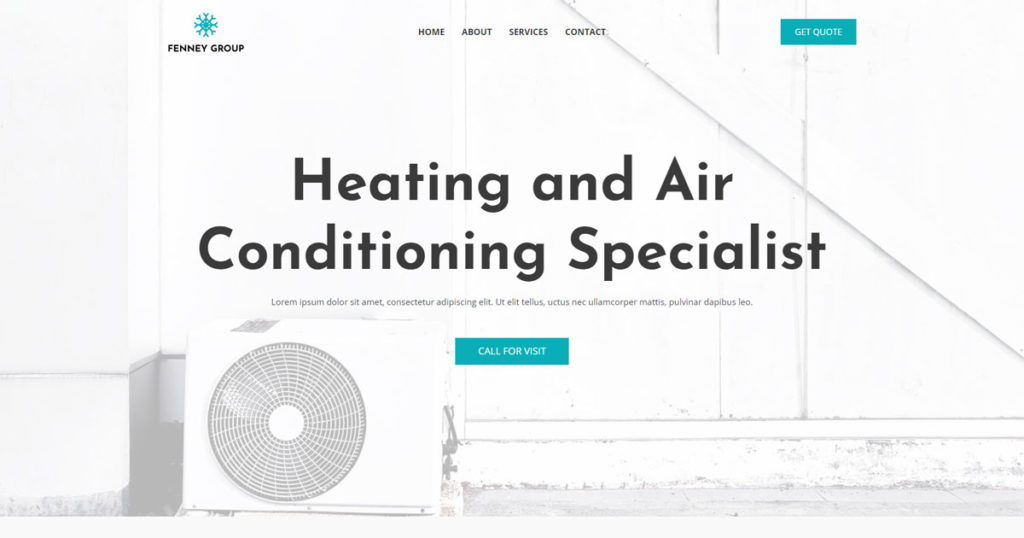 FENNEY GROUP
HOME ABOUT SERVICES CONTACT
GET QUOTE
Heating and Air
Conditioning Specialist
Lorem ipsum dolor sit amet, consectetur adipiscing elit. Ut elit tellus, uctus nec ullamcorper mattis, pulvinar dapibus leo.
CALL FOR VISIT